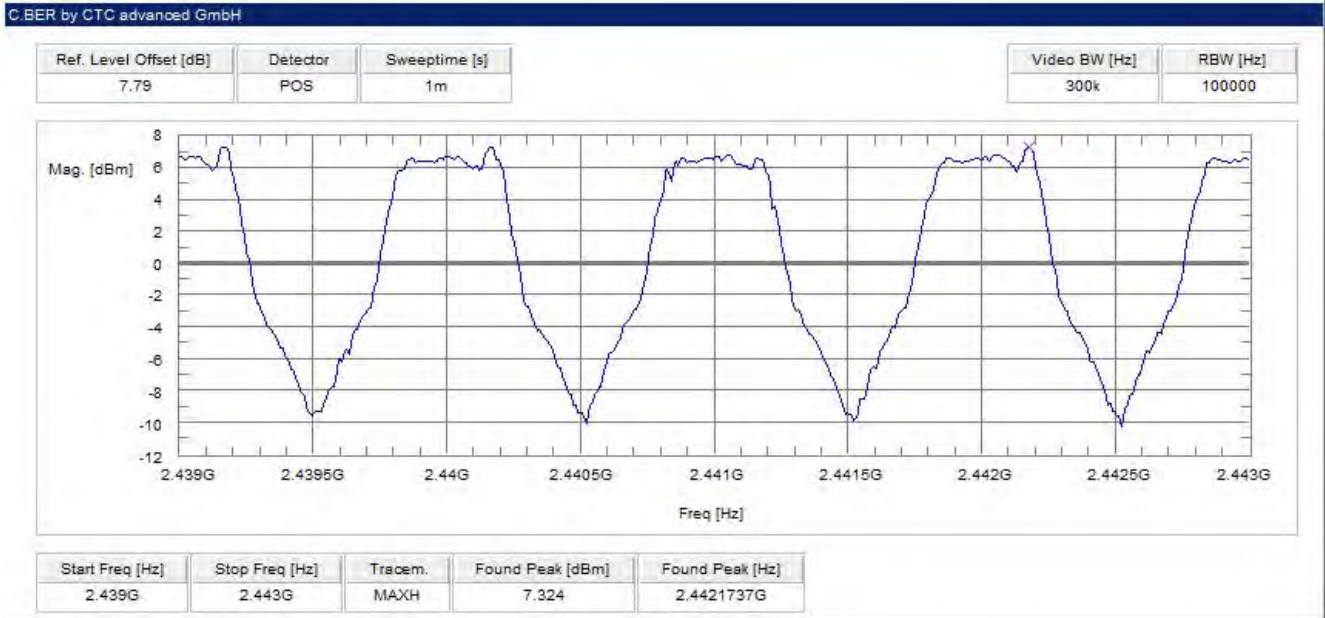 C.BER by CTC advanced GmbH
Ref. Level Offset [dB] Detector Sweeptime [s] Video BW [Hz] RBW [Hz]
7.79 POS 1m 300k 100000
8
Mag. [dBm] 6
4
2
0
-2
-4
-6
-8
-10
-12
2.439G 2.4395G 2.44G 2.4405G 2.441G 2.4415G 2.442G 2.4425G 2.443G
Freq [Hz]
Start Freq [Hz] Stop Freq [Hz] Tracem. Found Peak [dBm] Found Peak [Hz]
2.439G 2.443G MAXH 7.324 2.4421737G